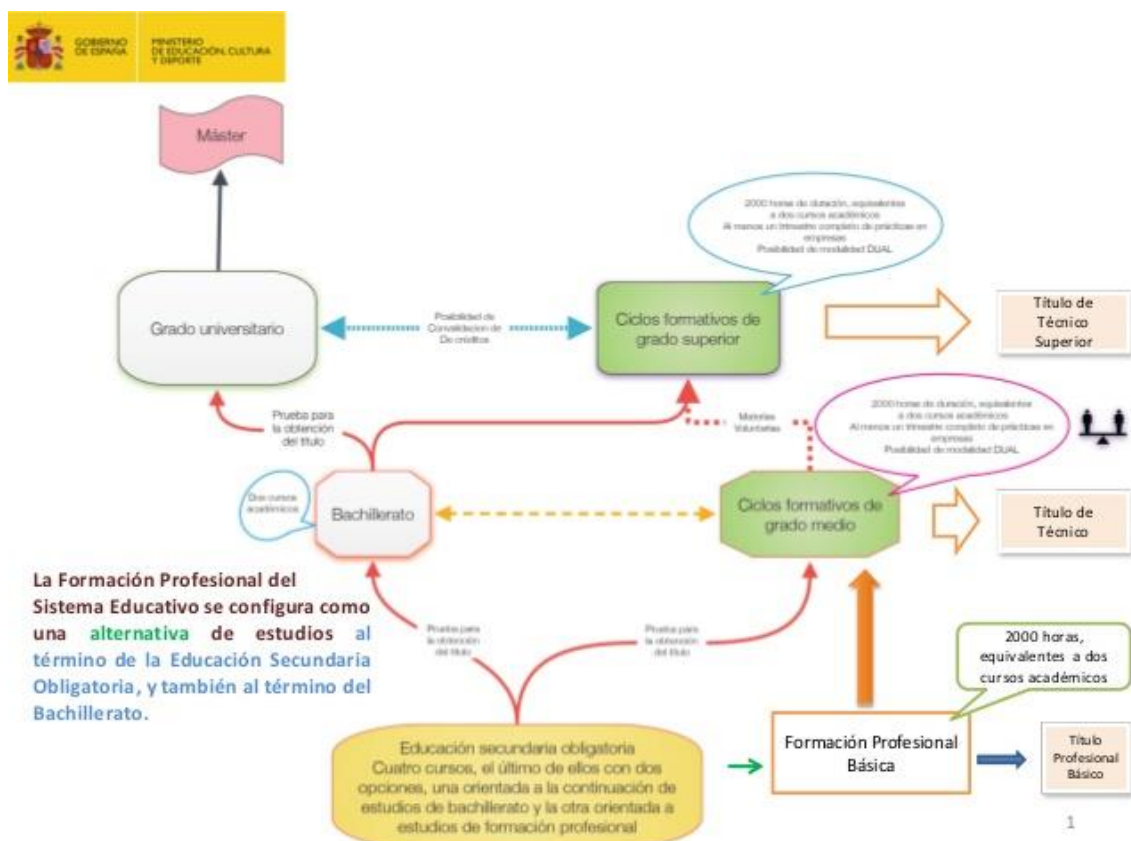 GOBIERNO
DE ESPAÑA
MINISTERIO
DE EDUCACIÓN, CULTURA
Y DEPORTE
Máster
2000 horas de duración, equivalentes
a dos cursos académicos
Al menos un trimestre completo de prácticas en
empresas
Posibilidad de modalidad DUAL
Grado universitario
Posibilidad de
Convalidacion de
De créditos
Ciclos formativos de
grado superior
Título de
Técnico
Superior
Prueba para
la obtención
del título
Materias
Voluntarias
2000 horas de duración, equivalentes
a dos cursos académicos
Al menos un trimestre completo de prácticas en
empresas
Posibilidad de modalidad DUAL
Dos cursos
académicos
Bachillerato
Ciclos formativos de
grado medio
Título de
Técnico
La Formación Profesional del
Sistema Educativo se configura como
una alternativa de estudios al
término de la Educación Secundaria
Obligatoria, y también al término del
Bachillerato.
Prueba para
la obtención
del título
Prueba para
la obtención
del título
2000 horas,
equivalentes a dos
cursos académicos
Educación secundaria obligatoria
Cuatro cursos, el último de ellos con dos
opciones, una orientada a la continuación de
estudios de bachillerato y la otra orientada a
estudios de formación profesional
Formación Profesional
Básica
Título
Profesional
Básico
1